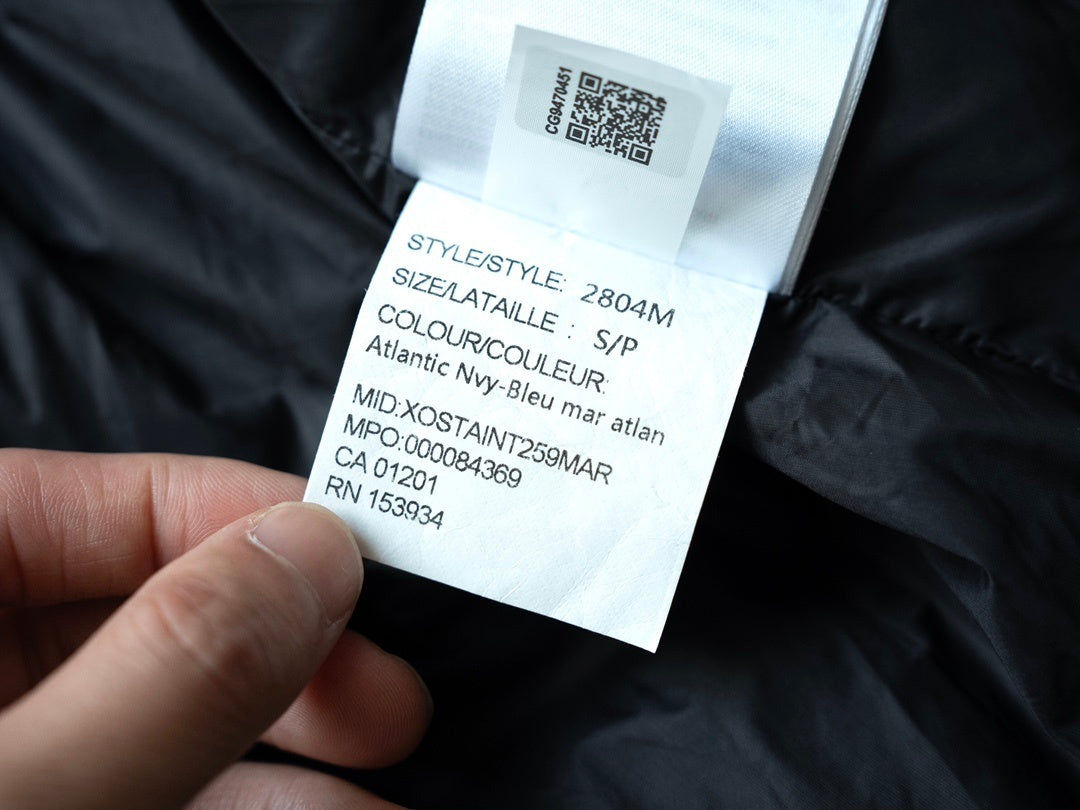 CG9470451
STYLE/STYLE: 2804M
SIZE/LATAILLE : S/P
COLOUR/COULEUR:
Atlantic Nvy-Bleu mar atlan
MID:XOSTAINT259MAR
MPO:000084369
CA 01201
RN 153934